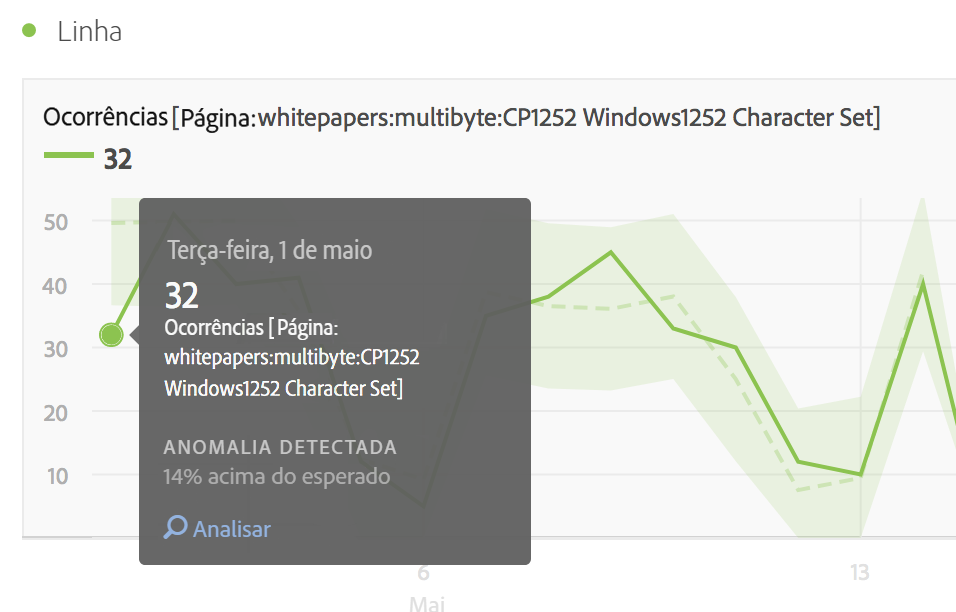 Linha
Ocorrências [Página:whitepapers:multibyte:CP1252 Windows1252 Character Set]
32
50
40
30
20
10
Terça-feira, 1 de maio
32
Ocorrências [ Página:
whitepapers:multibyte:CP1252
Windows1252 Character Set]
ANOMALIA DETECTADA
14% acima do esperado
Analisar
6
13
Mai